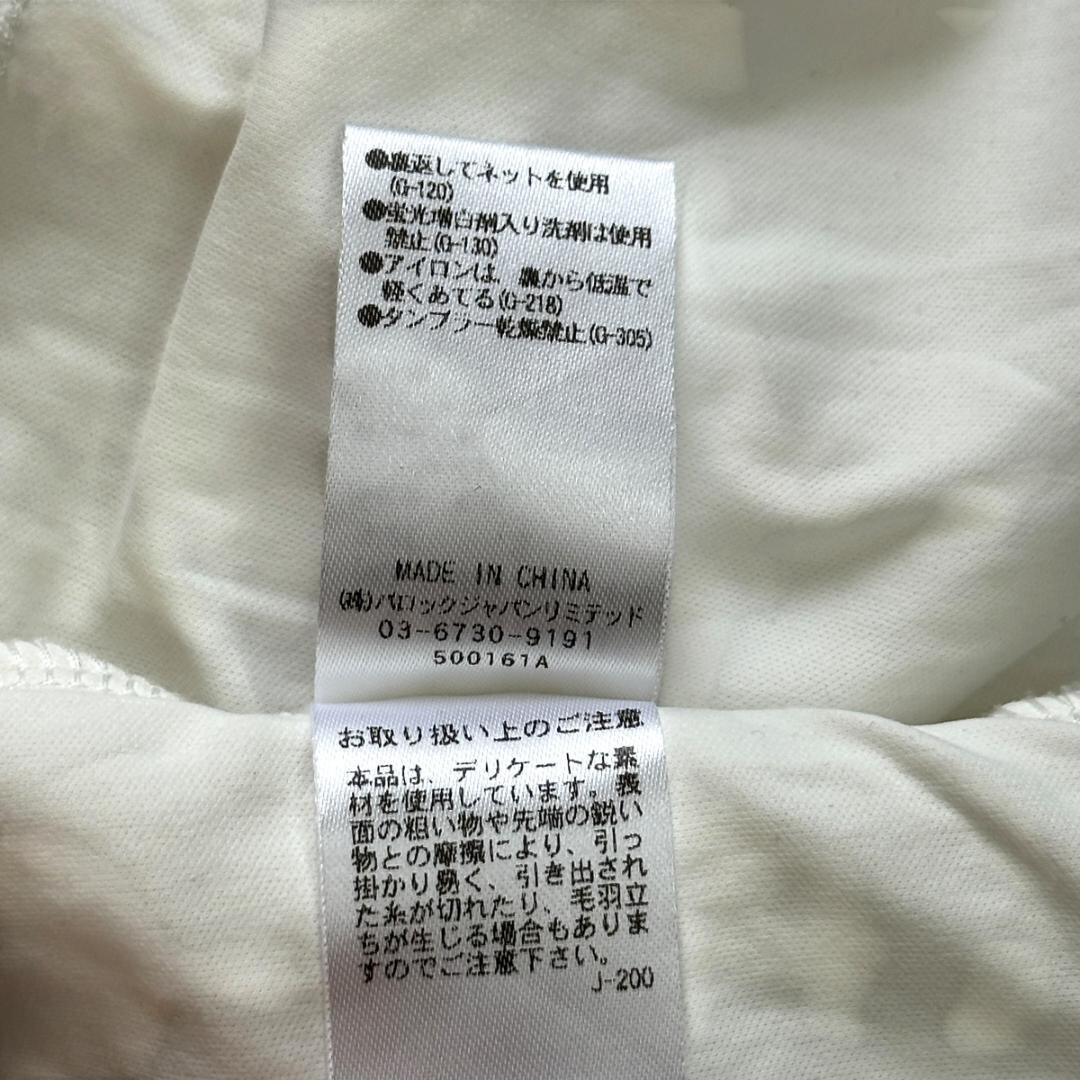 ●裏返してネットを使用
(G-120)
●蛍光増白剤入り洗剤は使用
禁止(G-130)
●アイロンは、裏から低温で
軽くあてる(G-218)
●タンブラー乾燥禁止(G-305)
MADE IN CHINA
(株)バロックジャパンリミテッド
03-6730-9191
500161A
お取り扱い上のご注意
本品は、デリケートな素
材を使用しています。表
面の粗い物や先端の鋭い
物との摩擦により、引っ
掛かり易く、引き出され
た糸が切れたり、毛羽立
ちが生じる場合もありま
すのでご注意下さい。
J-200